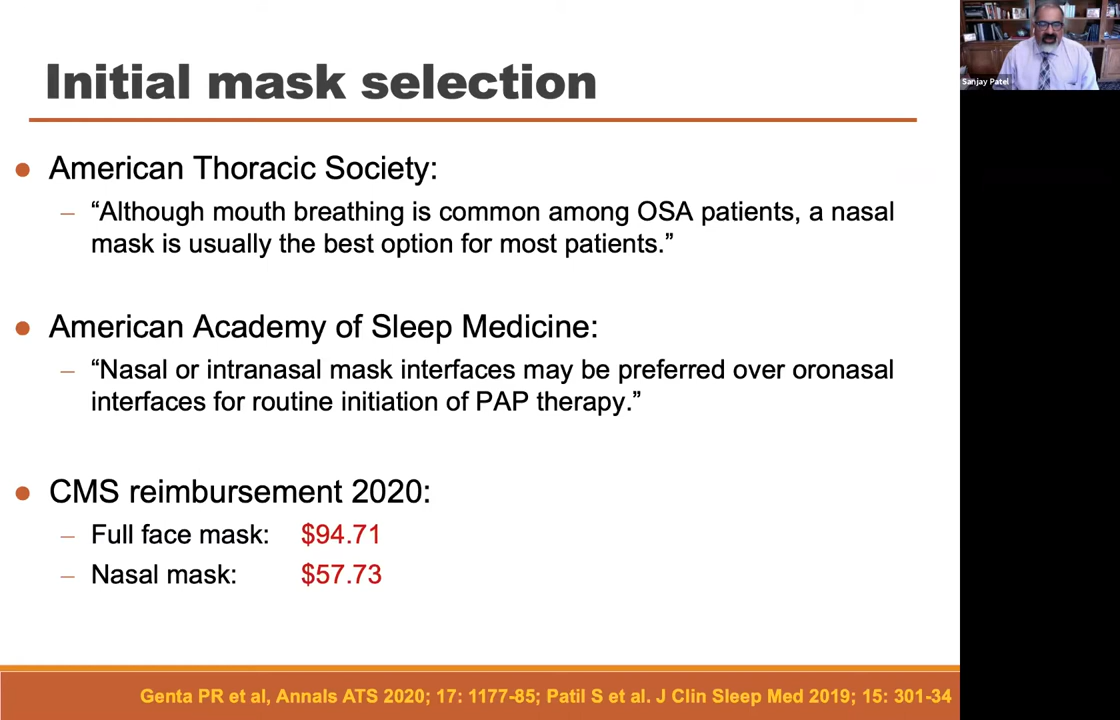 Initial mask selection
Sanjay Patel
● American Thoracic Society:
– “Although mouth breathing is common among OSA patients, a nasal
mask is usually the best option for most patients.”
● American Academy of Sleep Medicine:
– “Nasal or intranasal mask interfaces may be preferred over oronasal
interfaces for routine initiation of PAP therapy.”
● CMS reimbursement 2020:
– Full face mask: $94.71
– Nasal mask: $57.73
Genta PR et al, Annals ATS 2020; 17: 1177-85; Patil S et al. J Clin Sleep Med 2019; 15: 301-34